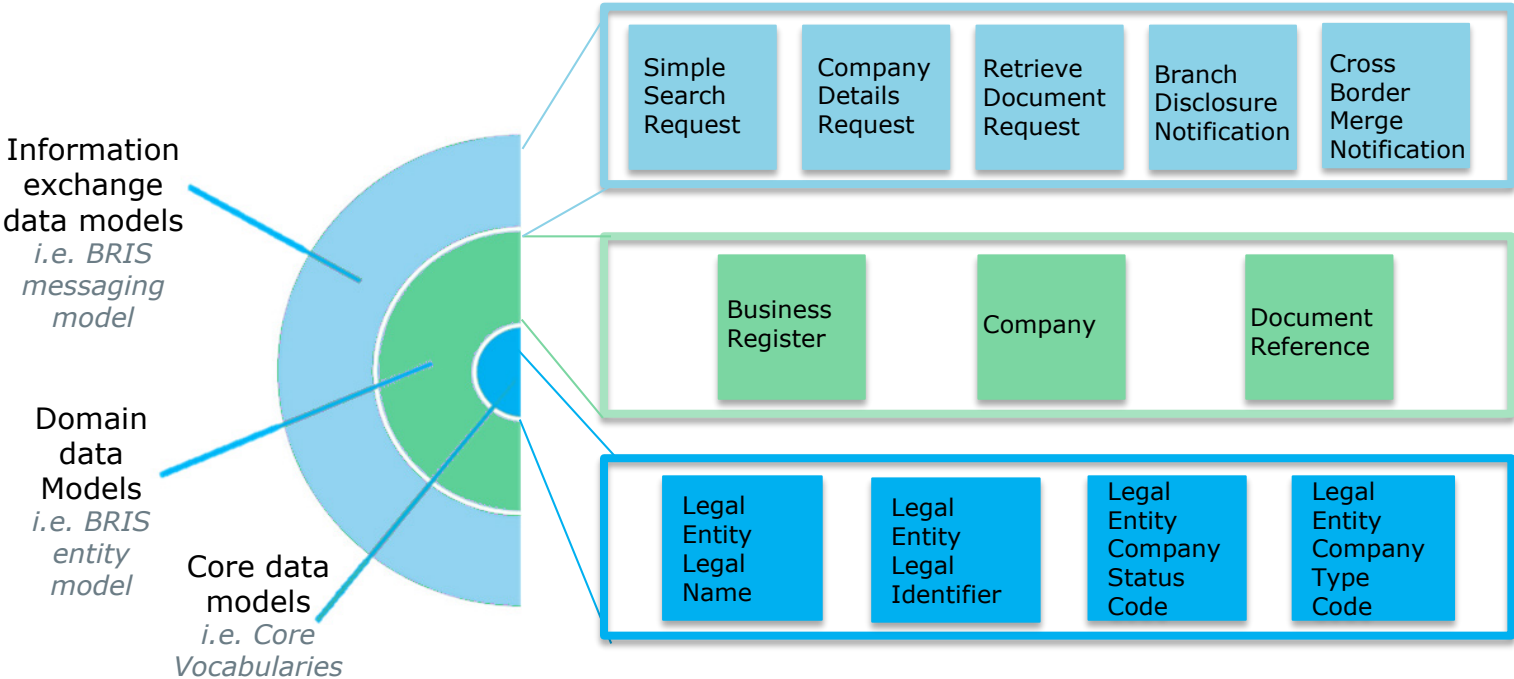 Information
exchange
data models
i.e. BRIS
messaging
model
Domain
data
Models
i.e. BRIS
entity
model
Core data
models
i.e. Core
Vocabularies
Simple
Search
Request
Company
Details
Request
Retrieve
Document
Request
Branch
Disclosure
Notification
Cross
Border
Merge
Notification
Business
Register
Company
Document
Reference
Legal
Entity
Legal
Name
Legal
Entity
Legal
Identifier
Legal
Entity
Company
Status
Code
Legal
Entity
Company
Type
Code